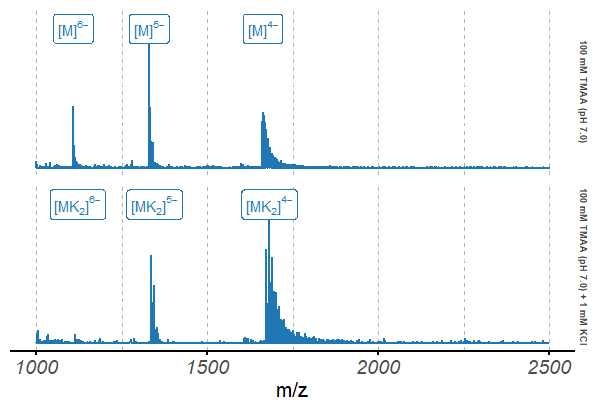 [M]⁶⁻ [M]⁵⁻ [M]⁴⁻
100 mM TMAA (pH 7.0)
[MK₂]⁶⁻ [MK₂]⁵⁻ [MK₂]⁴⁻
100 mM TMAA (pH 7.0) + 1 mM KCl
1000 1500 2000 2500
m/z